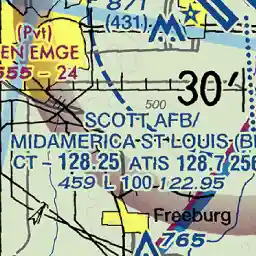 871
(431)
(Pvt)
EN EMGE
555 - 24
30'
500
SCOTT AFB/
MIDAMERICA-ST LOUIS (B
CT - 128.25 ATIS 128.7 256
459 L 100 122.95
Freeburg
765